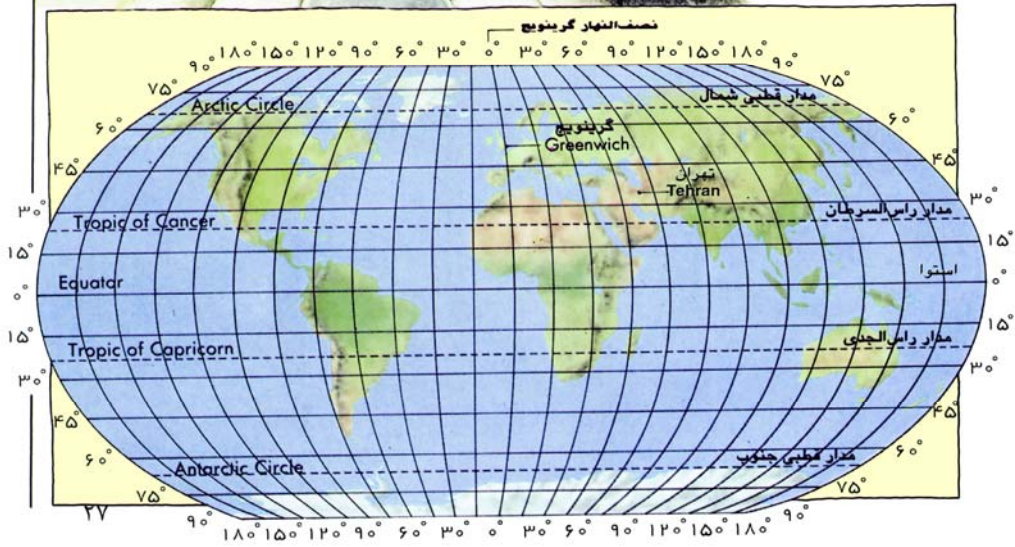 نصف‌النهار گرینویچ
۱۸۰° ۱۵۰° ۱۲۰° ۹۰° ۶۰° ۳۰° ۰° ۳۰° ۶۰° ۹۰° ۱۲۰° ۱۵۰° ۱۸۰°
۹۰° ۹۰°
۷۵° ۷۵°
Arctic Circle مدار قطبی شمال
۶۰° ۶۰°
گرینویچ
Greenwich
۴۵° ۴۵°
تهران
Tehran
۳۰° ۳۰°
Tropic of Cancer مدار راس‌السرطان
۱۵° ۱۵°
Equator استوا
۰° ۰°
۱۵° ۱۵°
Tropic of Capricorn مدار راس‌الجدی
۳۰° ۳۰°
۴۵° ۴۵°
۶۰° ۶۰°
Antarctic Circle مدار قطبی جنوب
۷۵° ۷۵°
۲۷
۹۰° ۹۰°
۱۸۰° ۱۵۰° ۱۲۰° ۹۰° ۶۰° ۳۰° ۰° ۳۰° ۶۰° ۹۰° ۱۲۰° ۱۵۰° ۱۸۰°